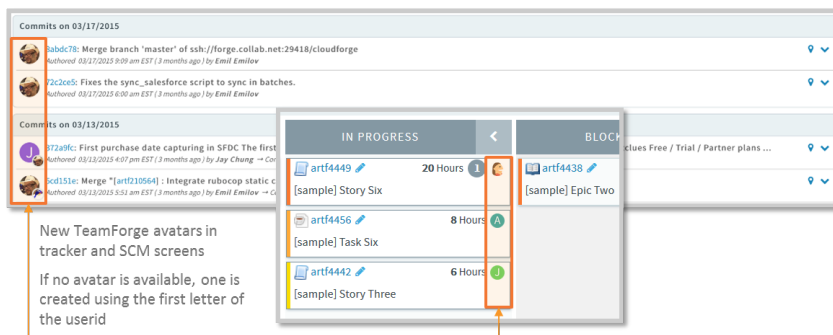 Commits on 03/17/2015
8abdc78: Merge branch 'master' of ssh://forge.collab.net:29418/cloudforge
Authored 03/17/2015 9:09 am EST ( 3 months ago ) by Emil Emilov
72c2ce5: Fixes the sync_salesforce script to sync in batches.
Authored 03/17/2015 6:00 am EST ( 3 months ago ) by Emil Emilov
Commits on 03/13/2015
J
872a9fc: First purchase date capturing in SFDC The first
clues Free / Trial / Partner plans ...
Authored 03/13/2015 4:07 pm EST ( 3 months ago ) by Jay Chung →
5cd151e: Merge "[artf210564] : Integrate rubocop static
Authored 03/13/2015 5:51 am EST ( 3 months ago ) by Emil Emilov →
IN PROGRESS
BLOCK
artf4449 20 Hours 1
[sample] Story Six
artf4438
[sample] Epic Two
artf4456 8 Hours A
[sample] Task Six
artf4442 6 Hours J
[sample] Story Three
New TeamForge avatars in
tracker and SCM screens
If no avatar is available, one is
created using the first letter of
the userid